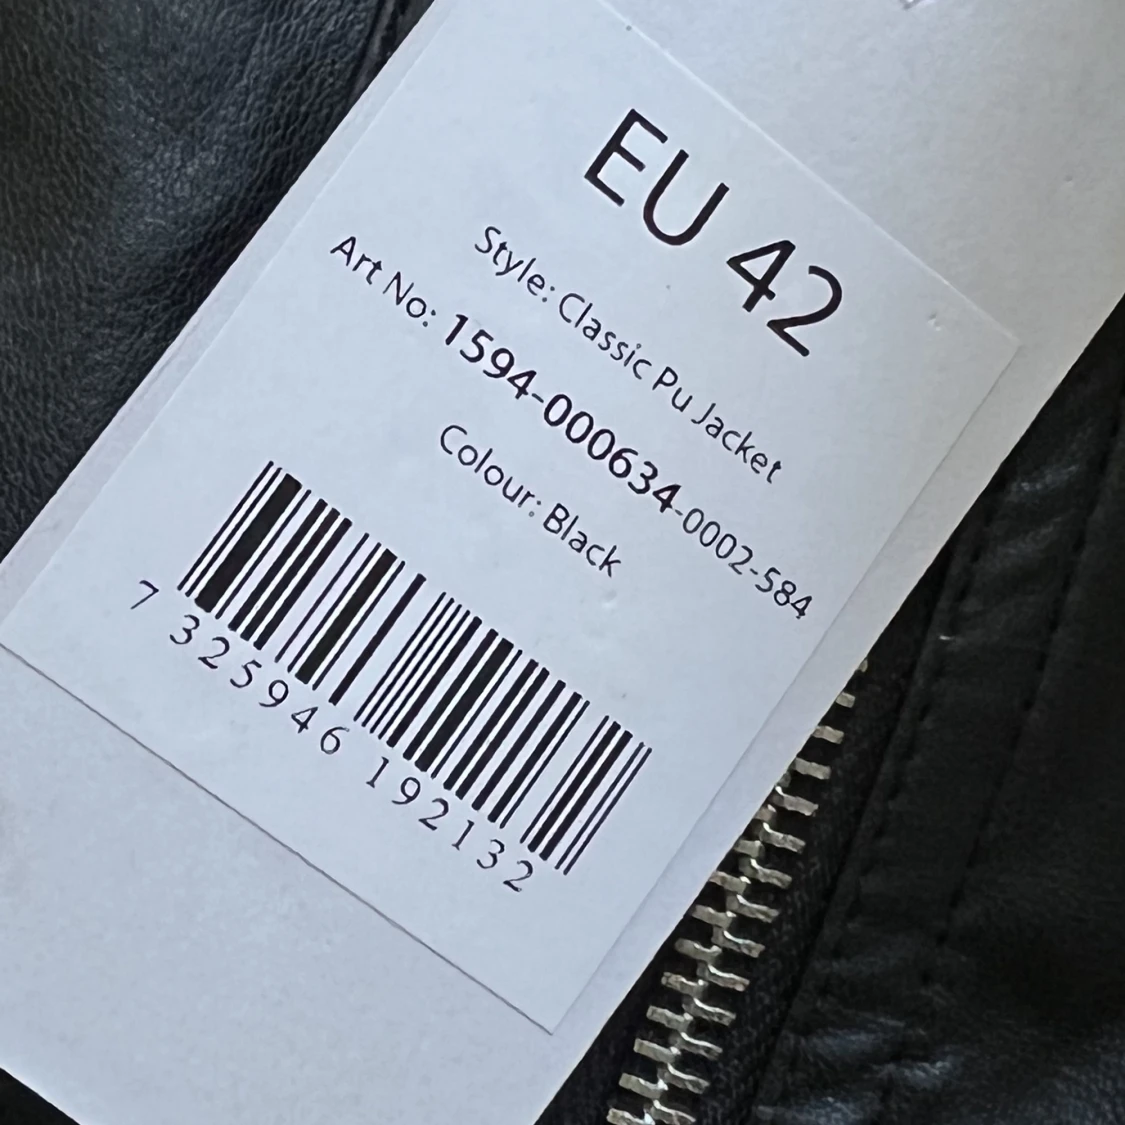 EU 42
Style: Classic Pu Jacket
Art No: 1594-000634-0002-584
Colour: Black
7 325946 192132